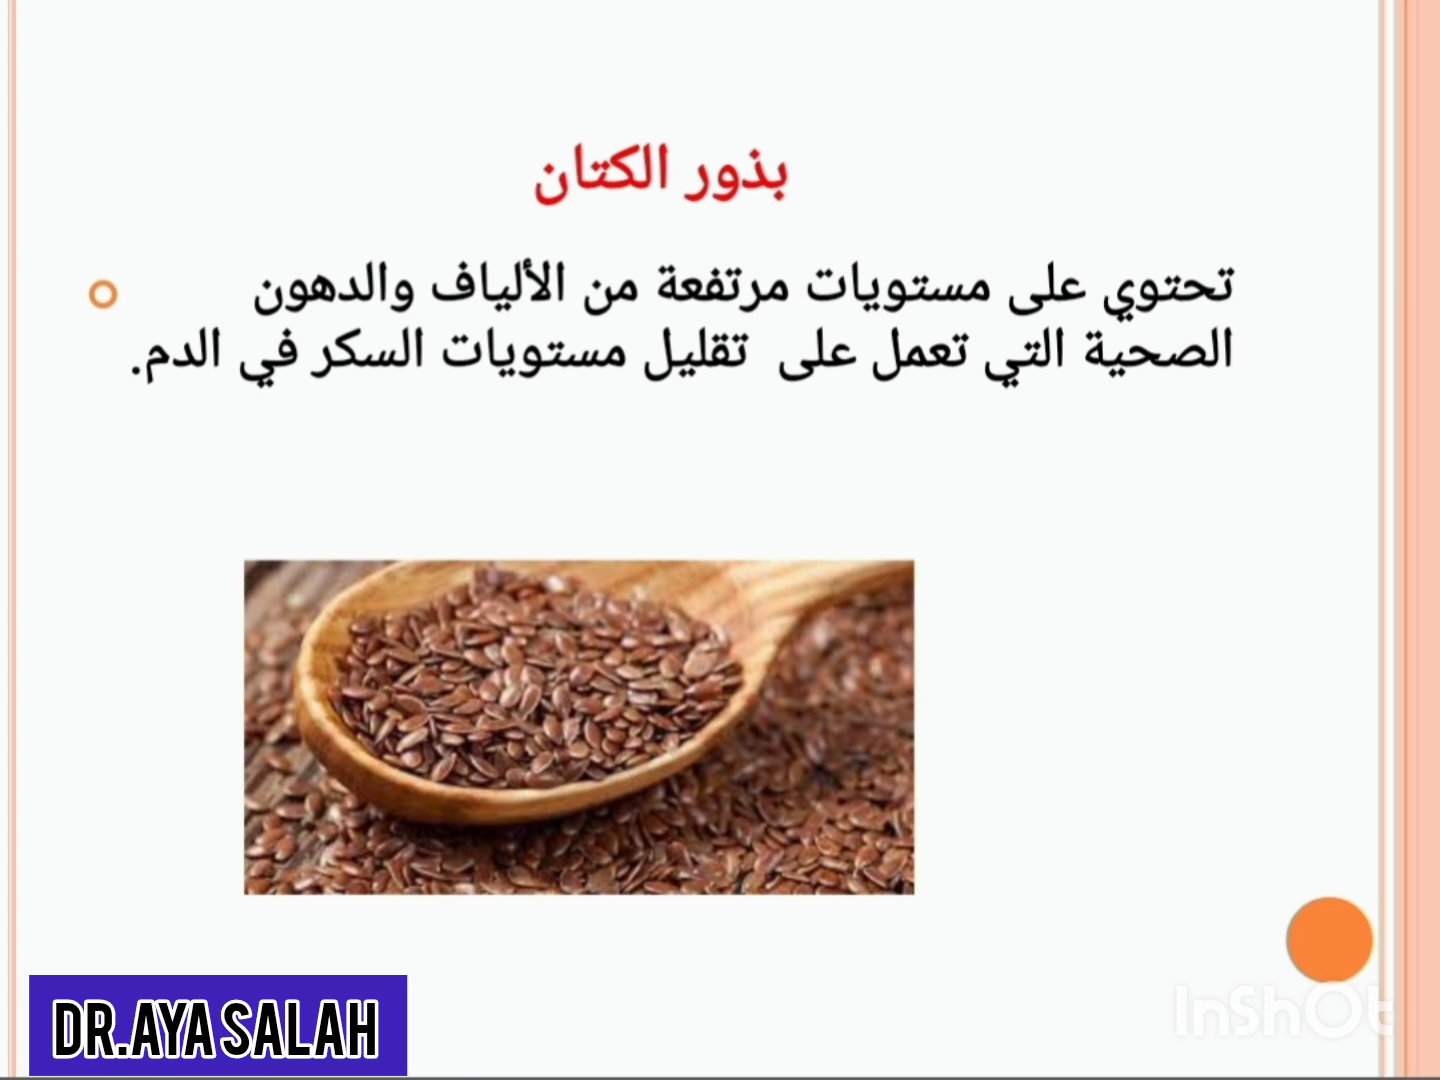 بذور الكتان
تحتوي على مستويات مرتفعة من الألياف والدهون
الصحية التي تعمل على تقليل مستويات السكر في الدم.
DR.AYA SALAH
InShOt